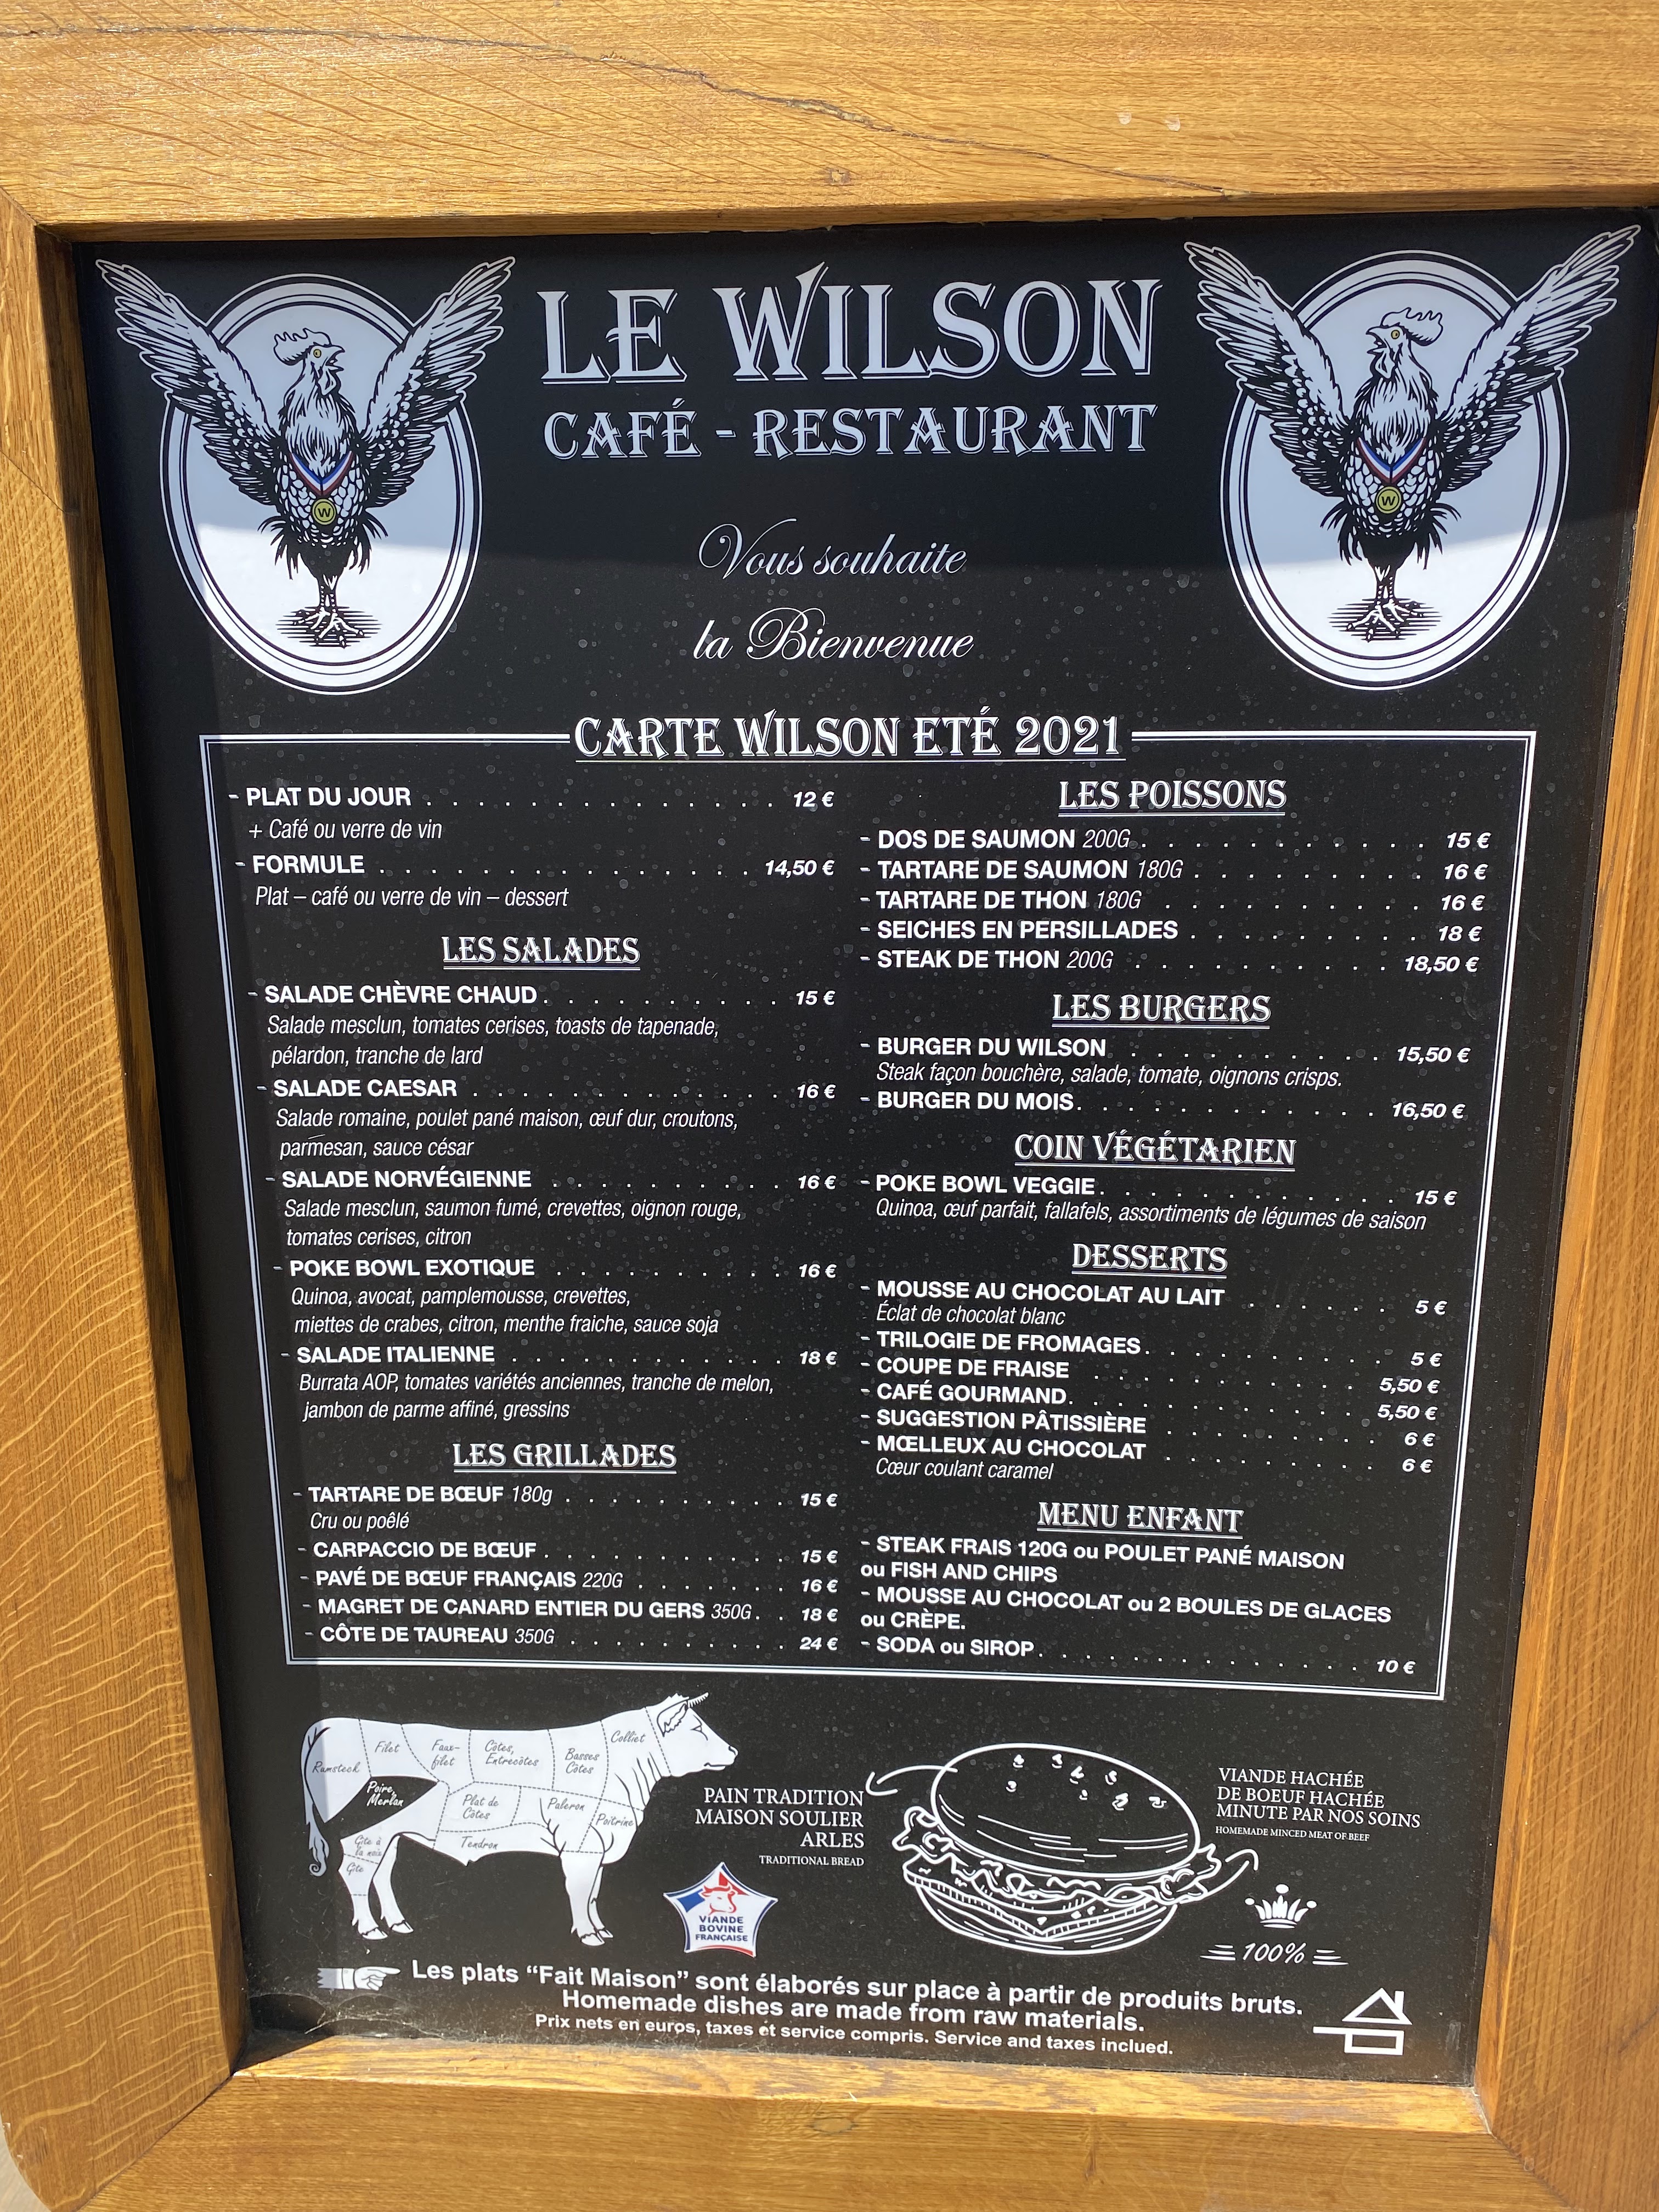 LE WILSON
CAFÉ - RESTAURANT
W
W
Vous souhaite
la Bienvenue
CARTE WILSON ETÉ 2021
- PLAT DU JOUR . . . . . . . . . . . . . . . 12 €
+ Café ou verre de vin
- FORMULE . . . . . . . . . . . . . . . 14,50 €
Plat – café ou verre de vin – dessert
LES SALADES
- SALADE CHÈVRE CHAUD . . . . . . . . . . 15 €
Salade mesclun, tomates cerises, toasts de tapenade,
pélardon, tranche de lard
- SALADE CAESAR . . . . . . . . . . . . . 16 €
Salade romaine, poulet pané maison, œuf dur, croutons,
parmesan, sauce césar
- SALADE NORVÉGIENNE . . . . . . . . . . 16 €
Salade mesclun, saumon fumé, crevettes, oignon rouge,
tomates cerises, citron
- POKE BOWL EXOTIQUE . . . . . . . . . . 16 €
Quinoa, avocat, pamplemousse, crevettes,
miettes de crabes, citron, menthe fraiche, sauce soja
- SALADE ITALIENNE . . . . . . . . . . . . 18 €
Burrata AOP, tomates variétés anciennes, tranche de melon,
jambon de parme affiné, gressins
LES GRILLADES
- TARTARE DE BŒUF 180g . . . . . . . . . . 15 €
Cru ou poêlé
- CARPACCIO DE BŒUF . . . . . . . . . . . 15 €
- PAVÉ DE BŒUF FRANÇAIS 220G . . . . . . . 16 €
- MAGRET DE CANARD ENTIER DU GERS 350G . . 18 €
- CÔTE DE TAUREAU 350G . . . . . . . . . . 24 €
LES POISSONS
- DOS DE SAUMON 200G . . . . . . . . . . . 15 €
- TARTARE DE SAUMON 180G . . . . . . . . . 16 €
- TARTARE DE THON 180G . . . . . . . . . . 16 €
- SEICHES EN PERSILLADES . . . . . . . . . 18 €
- STEAK DE THON 200G . . . . . . . . . . 18,50 €
LES BURGERS
- BURGER DU WILSON . . . . . . . . . . . 15,50 €
Steak façon bouchère, salade, tomate, oignons crisps.
- BURGER DU MOIS . . . . . . . . . . . . 16,50 €
COIN VÉGÉTARIEN
- POKE BOWL VEGGIE . . . . . . . . . . . . 15 €
Quinoa, œuf parfait, fallafels, assortiments de légumes de saison
DESSERTS
- MOUSSE AU CHOCOLAT AU LAIT . . . . . . . 5 €
Éclat de chocolat blanc
- TRILOGIE DE FROMAGES . . . . . . . . . . 5 €
- COUPE DE FRAISE . . . . . . . . . . . 5,50 €
- CAFÉ GOURMAND . . . . . . . . . . . . 5,50 €
- SUGGESTION PÂTISSIÈRE . . . . . . . . . 6 €
- MŒLLEUX AU CHOCOLAT . . . . . . . . . . 6 €
Cœur coulant caramel
MENU ENFANT
- STEAK FRAIS 120G ou POULET PANÉ MAISON
ou FISH AND CHIPS
- MOUSSE AU CHOCOLAT ou 2 BOULES DE GLACES
ou CRÈPE.
- SODA ou SIROP . . . . . . . . . . . . . . . 10 €
Rumsteck
Filet
Faux-
filet
Côtes,
Entrecôtes
Basses
Côtes
Colliet
Poire,
Merlan
Plat de
Côtes
Paleron
Poitrine
Tendron
Gîte à
la noix
Gîte
PAIN TRADITION
MAISON SOULIER
ARLES
TRADITIONAL BREAD
VIANDE
BOVINE
FRANÇAISE
VIANDE HACHÉE
DE BOEUF HACHÉE
MINUTE PAR NOS SOINS
HOMEMADE MINCED MEAT OF BEEF
100%
Les plats “Fait Maison” sont élaborés sur place à partir de produits bruts.
Homemade dishes are made from raw materials.
Prix nets en euros, taxes et service compris. Service and taxes inclued.